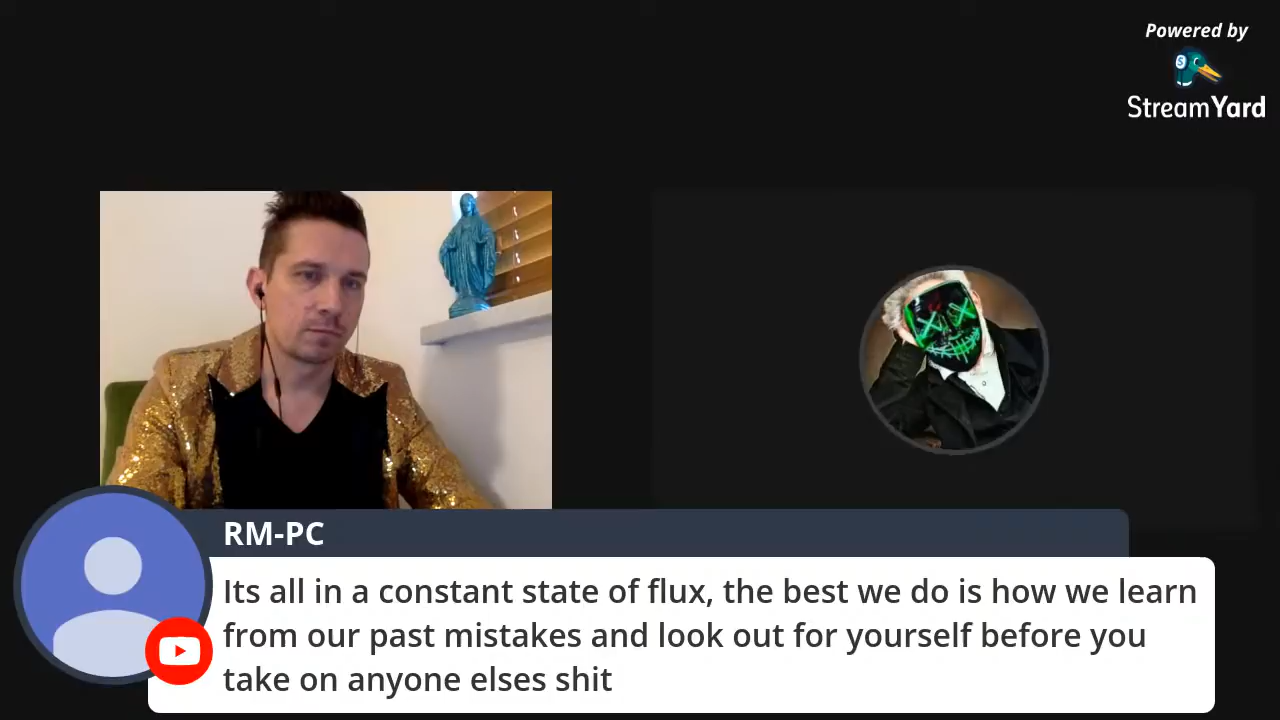 Powered by
StreamYard
RM-PC
Its all in a constant state of flux, the best we do is how we learn
from our past mistakes and look out for yourself before you
take on anyone elses shit